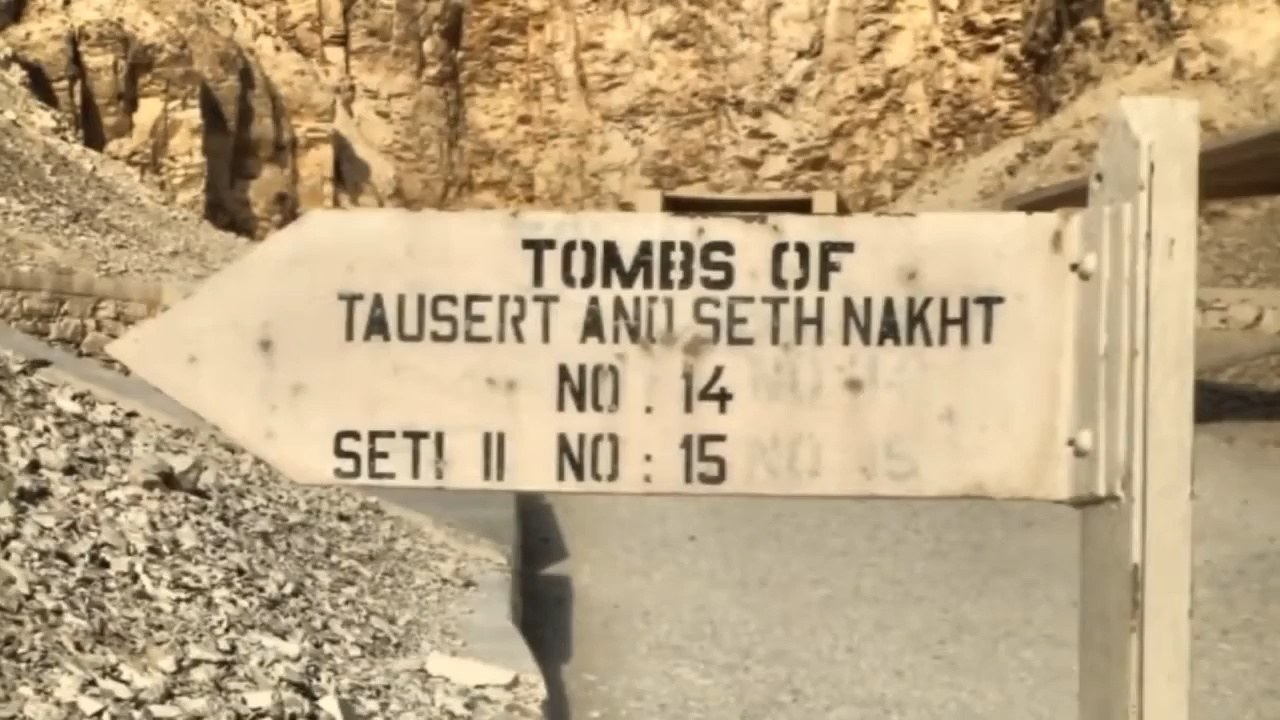 TOMBS OF
TAUSERT AND SETH NAKHT
NO : 14
SETI II NO : 15